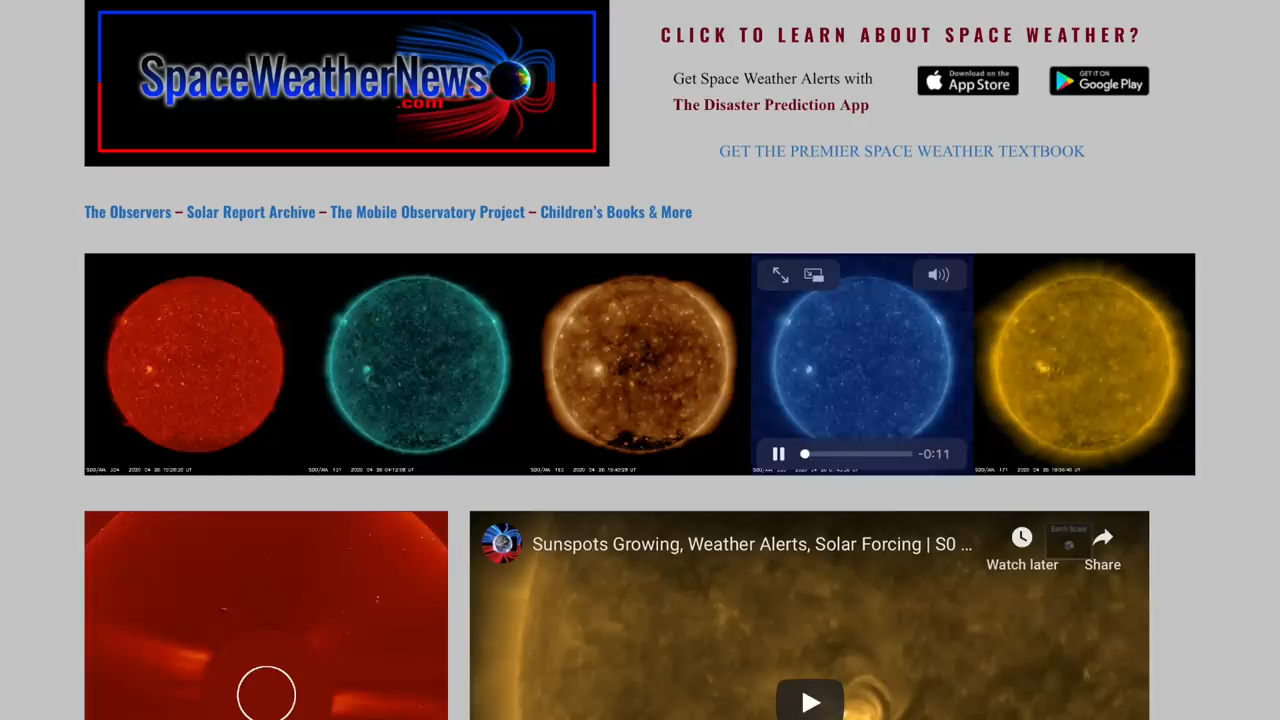 SpaceWeatherNews
.com
CLICK TO LEARN ABOUT SPACE WEATHER?
Get Space Weather Alerts with
The Disaster Prediction App
Download on the
App Store
GET IT ON
Google Play
GET THE PREMIER SPACE WEATHER TEXTBOOK
The Observers – Solar Report Archive – The Mobile Observatory Project – Children's Books & More
-0:11
Sunspots Growing, Weather Alerts, Solar Forcing | S0 ...
Earth Scale
Watch later
Share